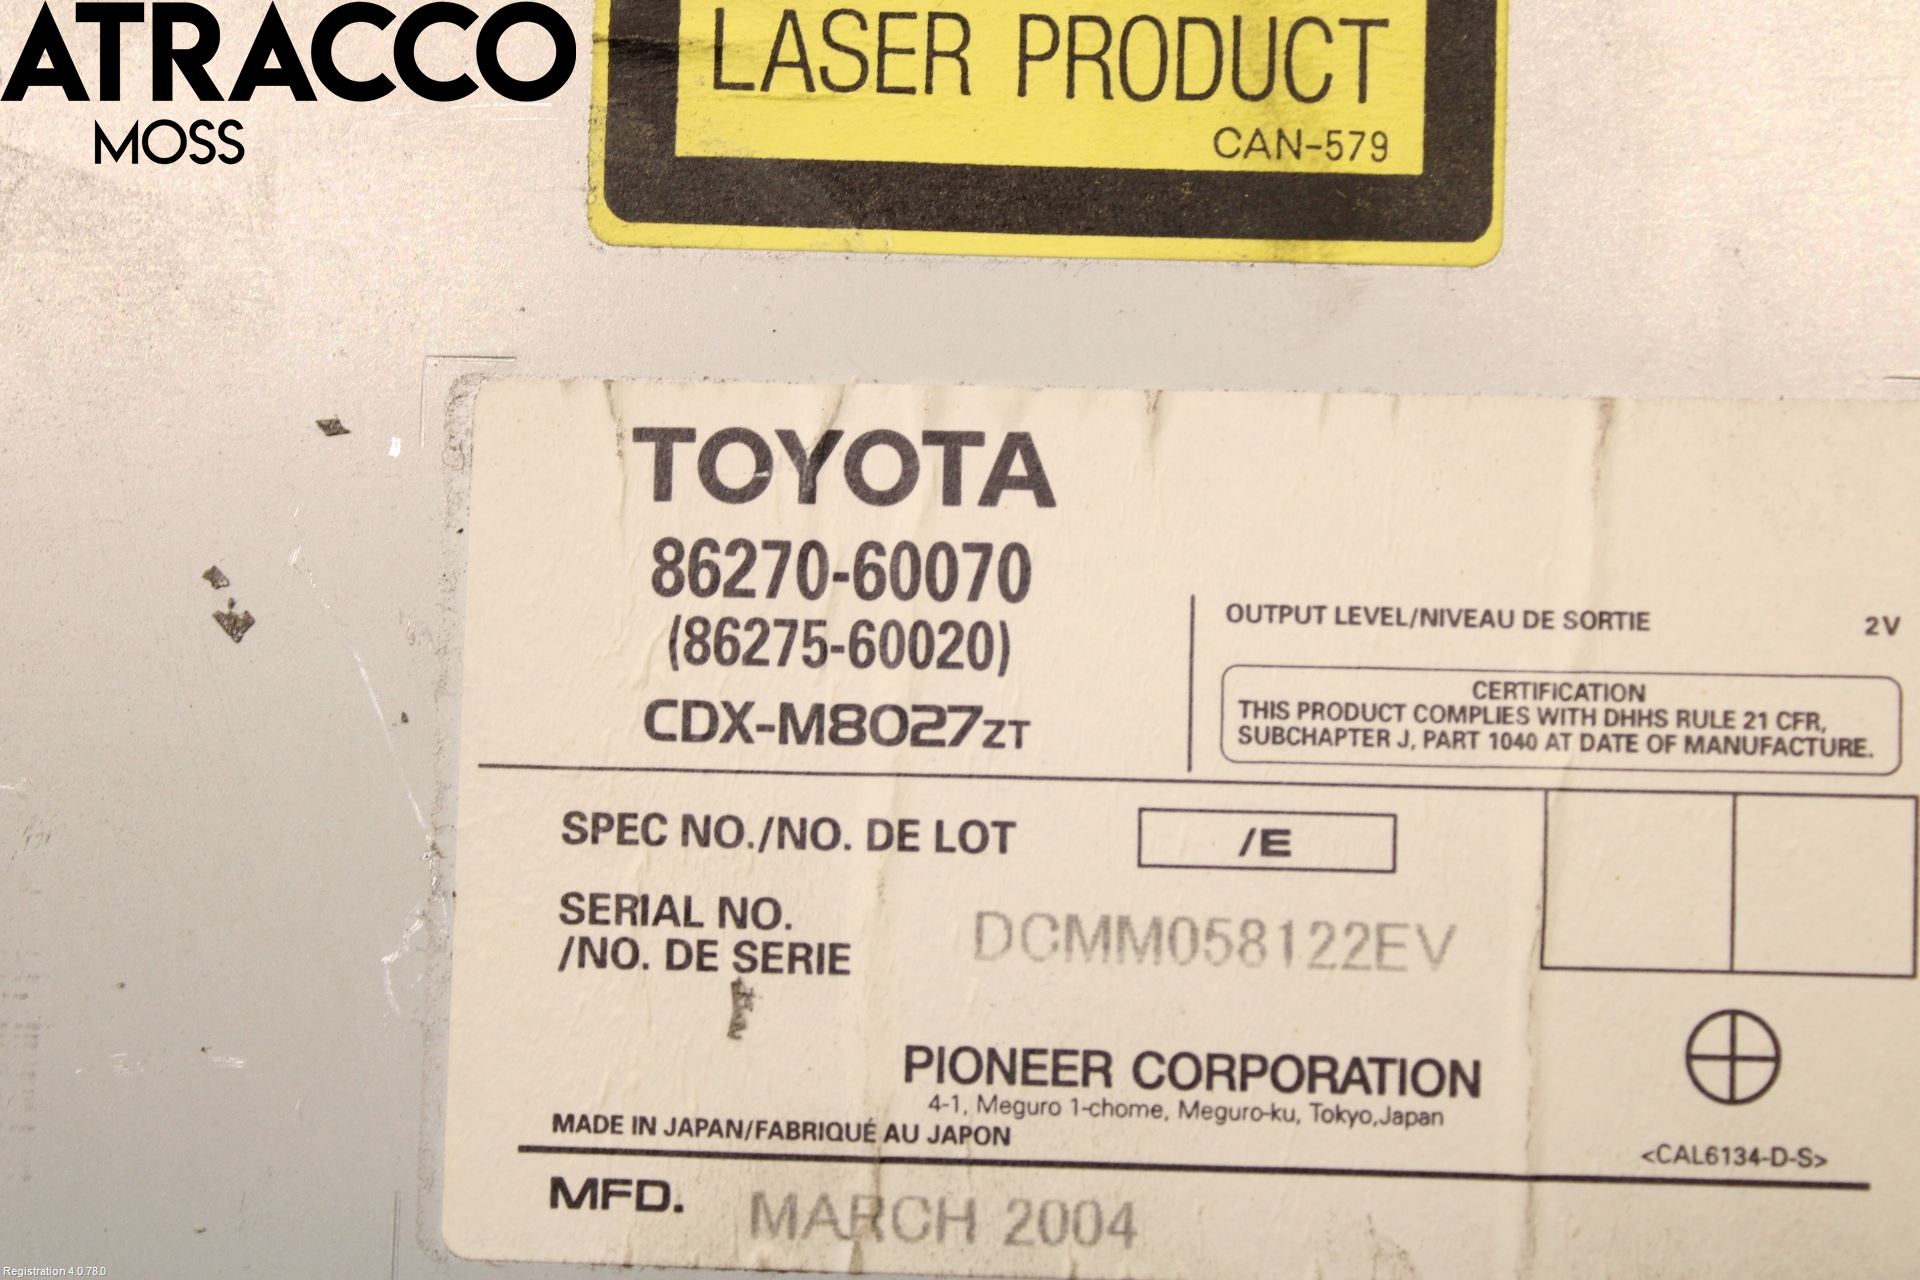 ATRACCO
MOSS
LASER PRODUCT
CAN-579
TOYOTA
86270-60070
(86275-60020)
CDX-M8027ZT
OUTPUT LEVEL/NIVEAU DE SORTIE 2V
CERTIFICATION
THIS PRODUCT COMPLIES WITH DHHS RULE 21 CFR,
SUBCHAPTER J, PART 1040 AT DATE OF MANUFACTURE.
SPEC NO./NO. DE LOT /E
SERIAL NO.
/NO. DE SERIE DCMM058122EV
PIONEER CORPORATION
4-1, Meguro 1-chome, Meguro-ku, Tokyo,Japan
MADE IN JAPAN/FABRIQUÉ AU JAPON
<CAL6134-D-S>
MFD. MARCH 2004
Registration 4.0.78.0